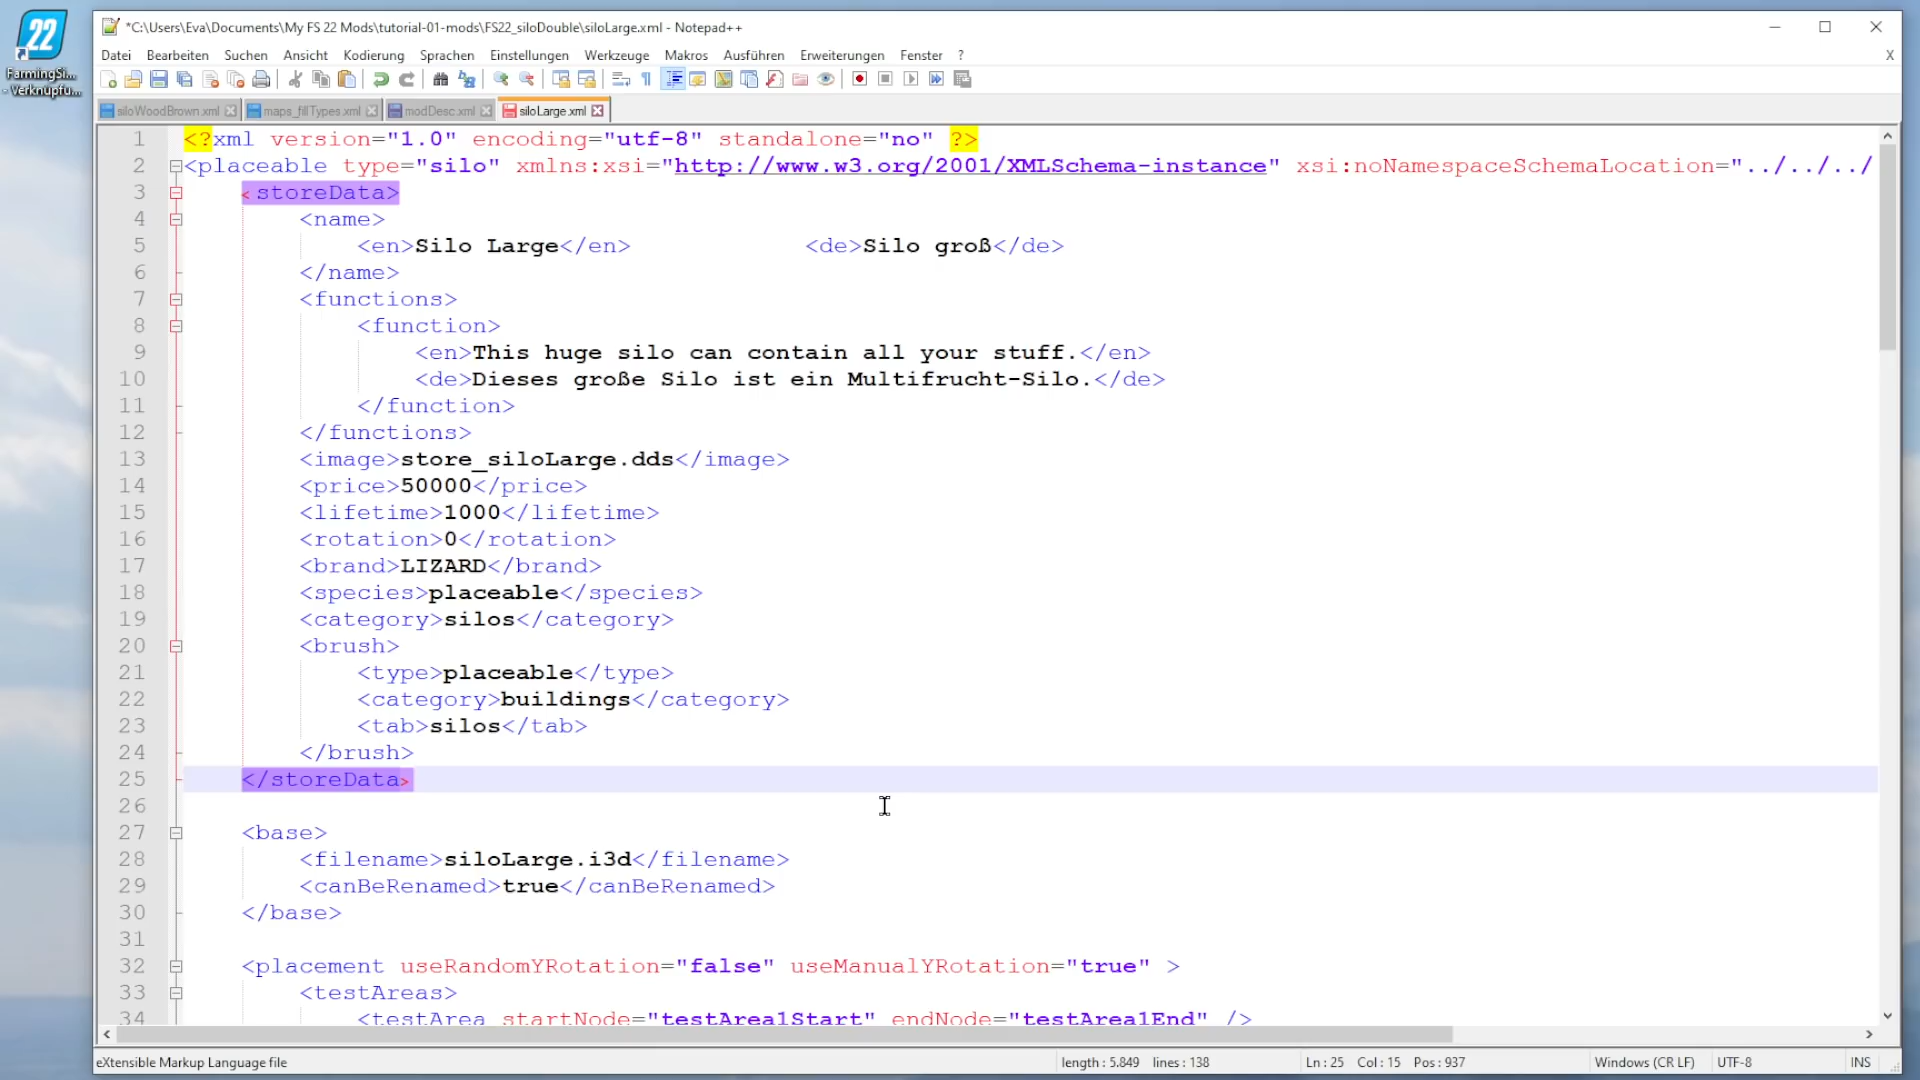 22
FarmingSi...
- Verknüpfu...
*C:\Users\Eva\Documents\My FS 22 Mods\tutorial-01-mods\FS22_siloDouble\siloLarge.xml - Notepad++
Datei Bearbeiten Suchen Ansicht Kodierung Sprachen Einstellungen Werkzeuge Makros Ausführen Erweiterungen Fenster ? X
siloWoodBrown.xml maps_fillTypes.xml modDesc.xml siloLarge.xml
1 <?xml version="1.0" encoding="utf-8" standalone="no" ?>
2 <placeable type="silo" xmlns:xsi="http://www.w3.org/2001/XMLSchema-instance" xsi:noNamespaceSchemaLocation="../../../
3 <storeData>
4 <name>
5 <en>Silo Large</en> <de>Silo groß</de>
6 </name>
7 <functions>
8 <function>
9 <en>This huge silo can contain all your stuff.</en>
10 <de>Dieses große Silo ist ein Multifrucht-Silo.</de>
11 </function>
12 </functions>
13 <image>store_siloLarge.dds</image>
14 <price>50000</price>
15 <lifetime>1000</lifetime>
16 <rotation>0</rotation>
17 <brand>LIZARD</brand>
18 <species>placeable</species>
19 <category>silos</category>
20 <brush>
21 <type>placeable</type>
22 <category>buildings</category>
23 <tab>silos</tab>
24 </brush>
25 </storeData>
26
27 <base>
28 <filename>siloLarge.i3d</filename>
29 <canBeRenamed>true</canBeRenamed>
30 </base>
31
32 <placement useRandomYRotation="false" useManualYRotation="true" >
33 <testAreas>
34 <testArea startNode="testArea1Start" endNode="testArea1End" />
eXtensible Markup Language file length : 5.849 lines : 138 Ln : 25 Col : 15 Pos : 937 Windows (CR LF) UTF-8 INS